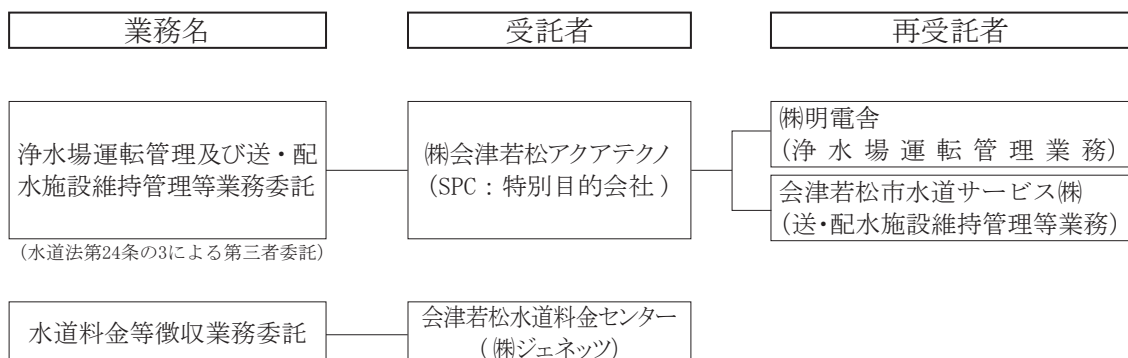 業務名
受託者
再受託者
浄水場運転管理及び送・配
水施設維持管理等業務委託
(水道法第24条の3による第三者委託)
㈱会津若松アクアテクノ
(SPC:特別目的会社)
㈱明電舎
(浄水場運転管理業務)
会津若松市水道サービス㈱
(送・配水施設維持管理等業務)
水道料金等徴収業務委託
会津若松水道料金センター
(㈱ジェネッツ)